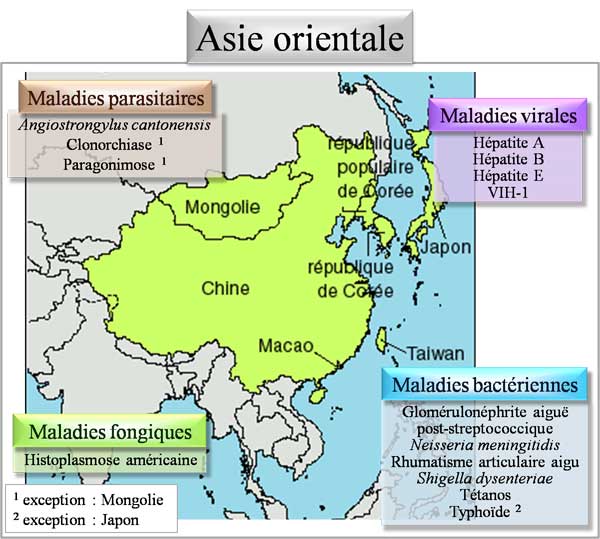 Asie orientale
Maladies parasitaires
Angiostrongylus cantonensis
Clonorchiase ¹
Paragonimose ¹
Maladies virales
Hépatite A
Hépatite B
Hépatite E
VIH-1
république
populaire
de Corée
Mongolie
Japon
république
de Corée
Chine
Macao
Taiwan
Maladies bactériennes
Glomérulonéphrite aiguë
post-streptococcique
Neisseria meningitidis
Rhumatisme articulaire aigu
Shigella dysenteriae
Tétanos
Typhoïde ²
Maladies fongiques
Histoplasmose américaine
¹ exception : Mongolie
² exception : Japon